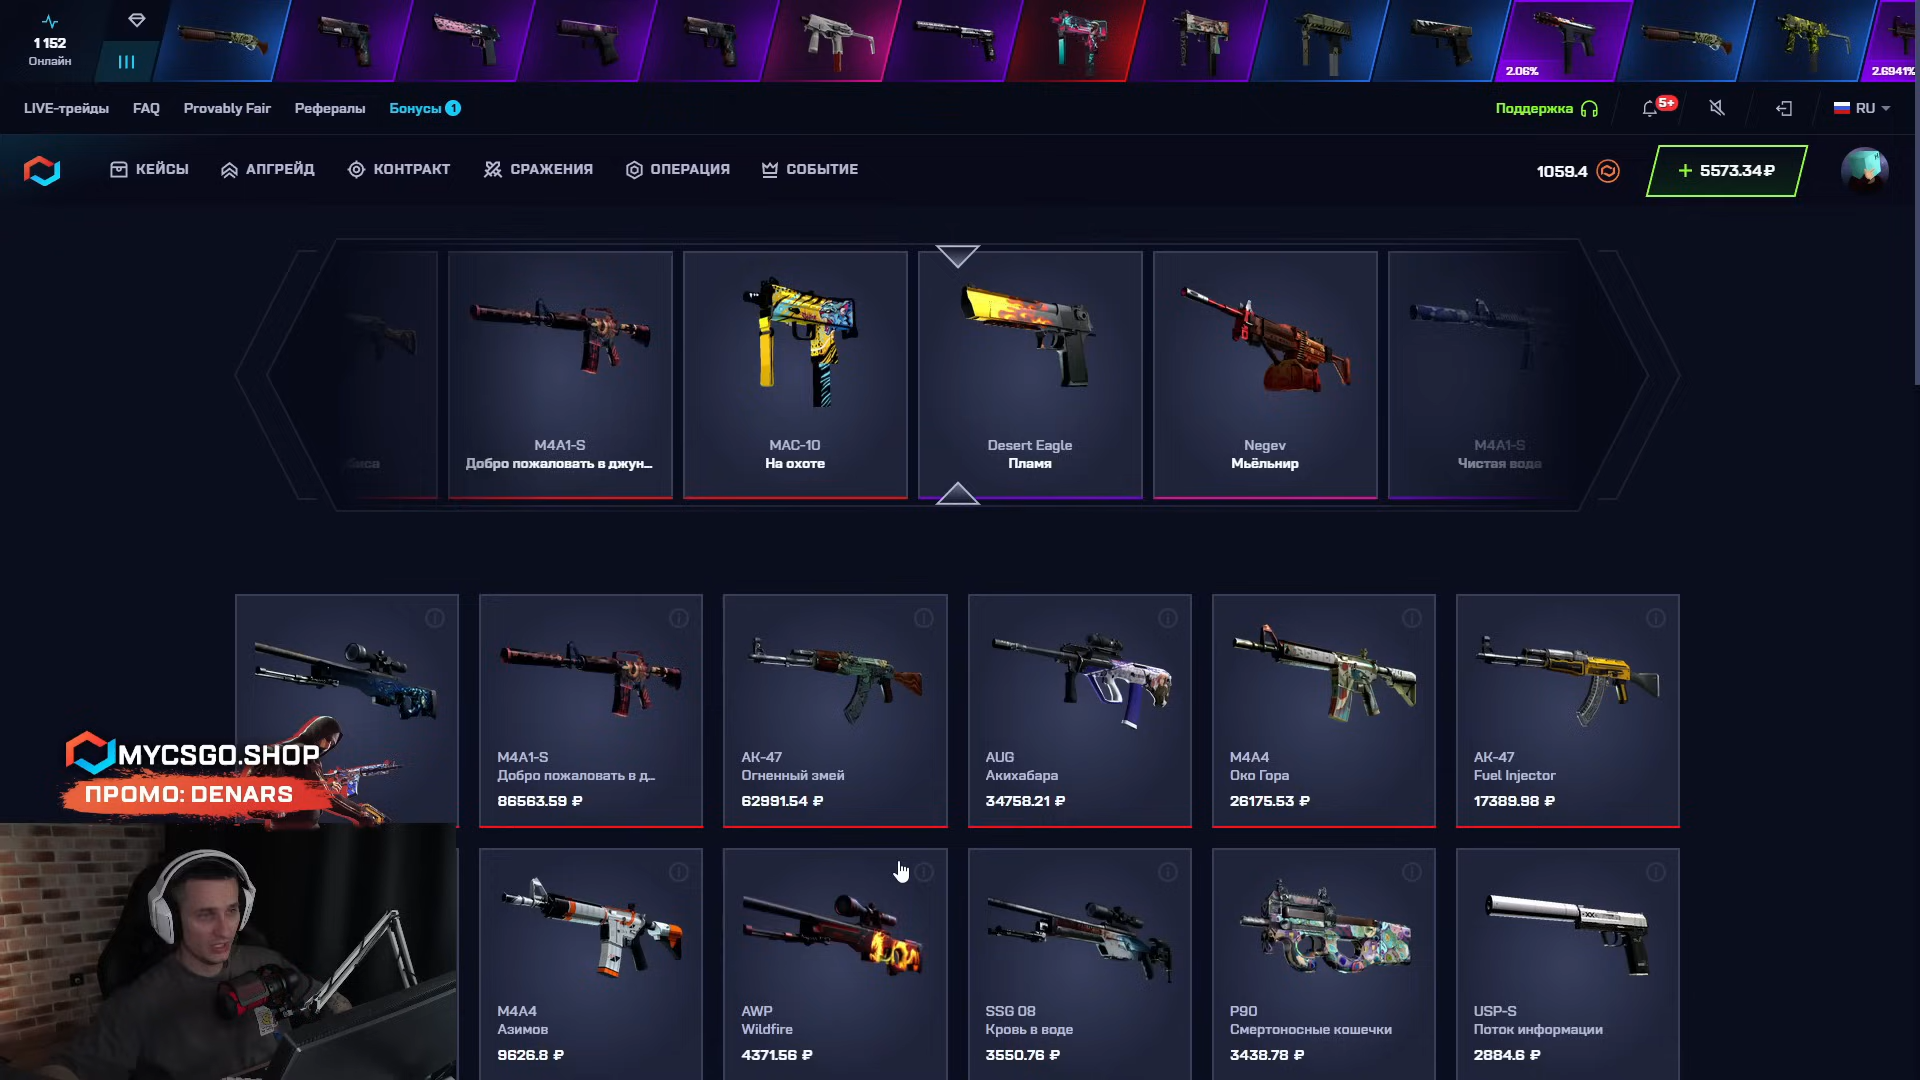 1 152
Онлайн
2.06%
2.6941%
LIVE-трейды FAQ Provably Fair Рефералы Бонусы 1
Поддержка 5+ RU
КЕЙСЫ АПГРЕЙД КОНТРАКТ СРАЖЕНИЯ ОПЕРАЦИЯ СОБЫТИЕ
1059.4 + 5573.34 ₽
M4A1-S
Добро пожаловать в джун...
MAC-10
На охоте
Desert Eagle
Пламя
Negev
Мьёльнир
M4A1-S
Чистая вода
M4A1-S
Добро пожаловать в д...
86563.59 ₽
AK-47
Огненный змей
62991.54 ₽
AUG
Акихабара
34758.21 ₽
M4A4
Око Гора
26175.53 ₽
AK-47
Fuel Injector
17389.98 ₽
MYCSGO.SHOP
ПРОМО: DENARS
M4A4
Азимов
9626.8 ₽
AWP
Wildfire
4371.56 ₽
SSG 08
Кровь в воде
3550.76 ₽
P90
Смертоносные кошечки
3438.78 ₽
USP-S
Поток информации
2884.6 ₽